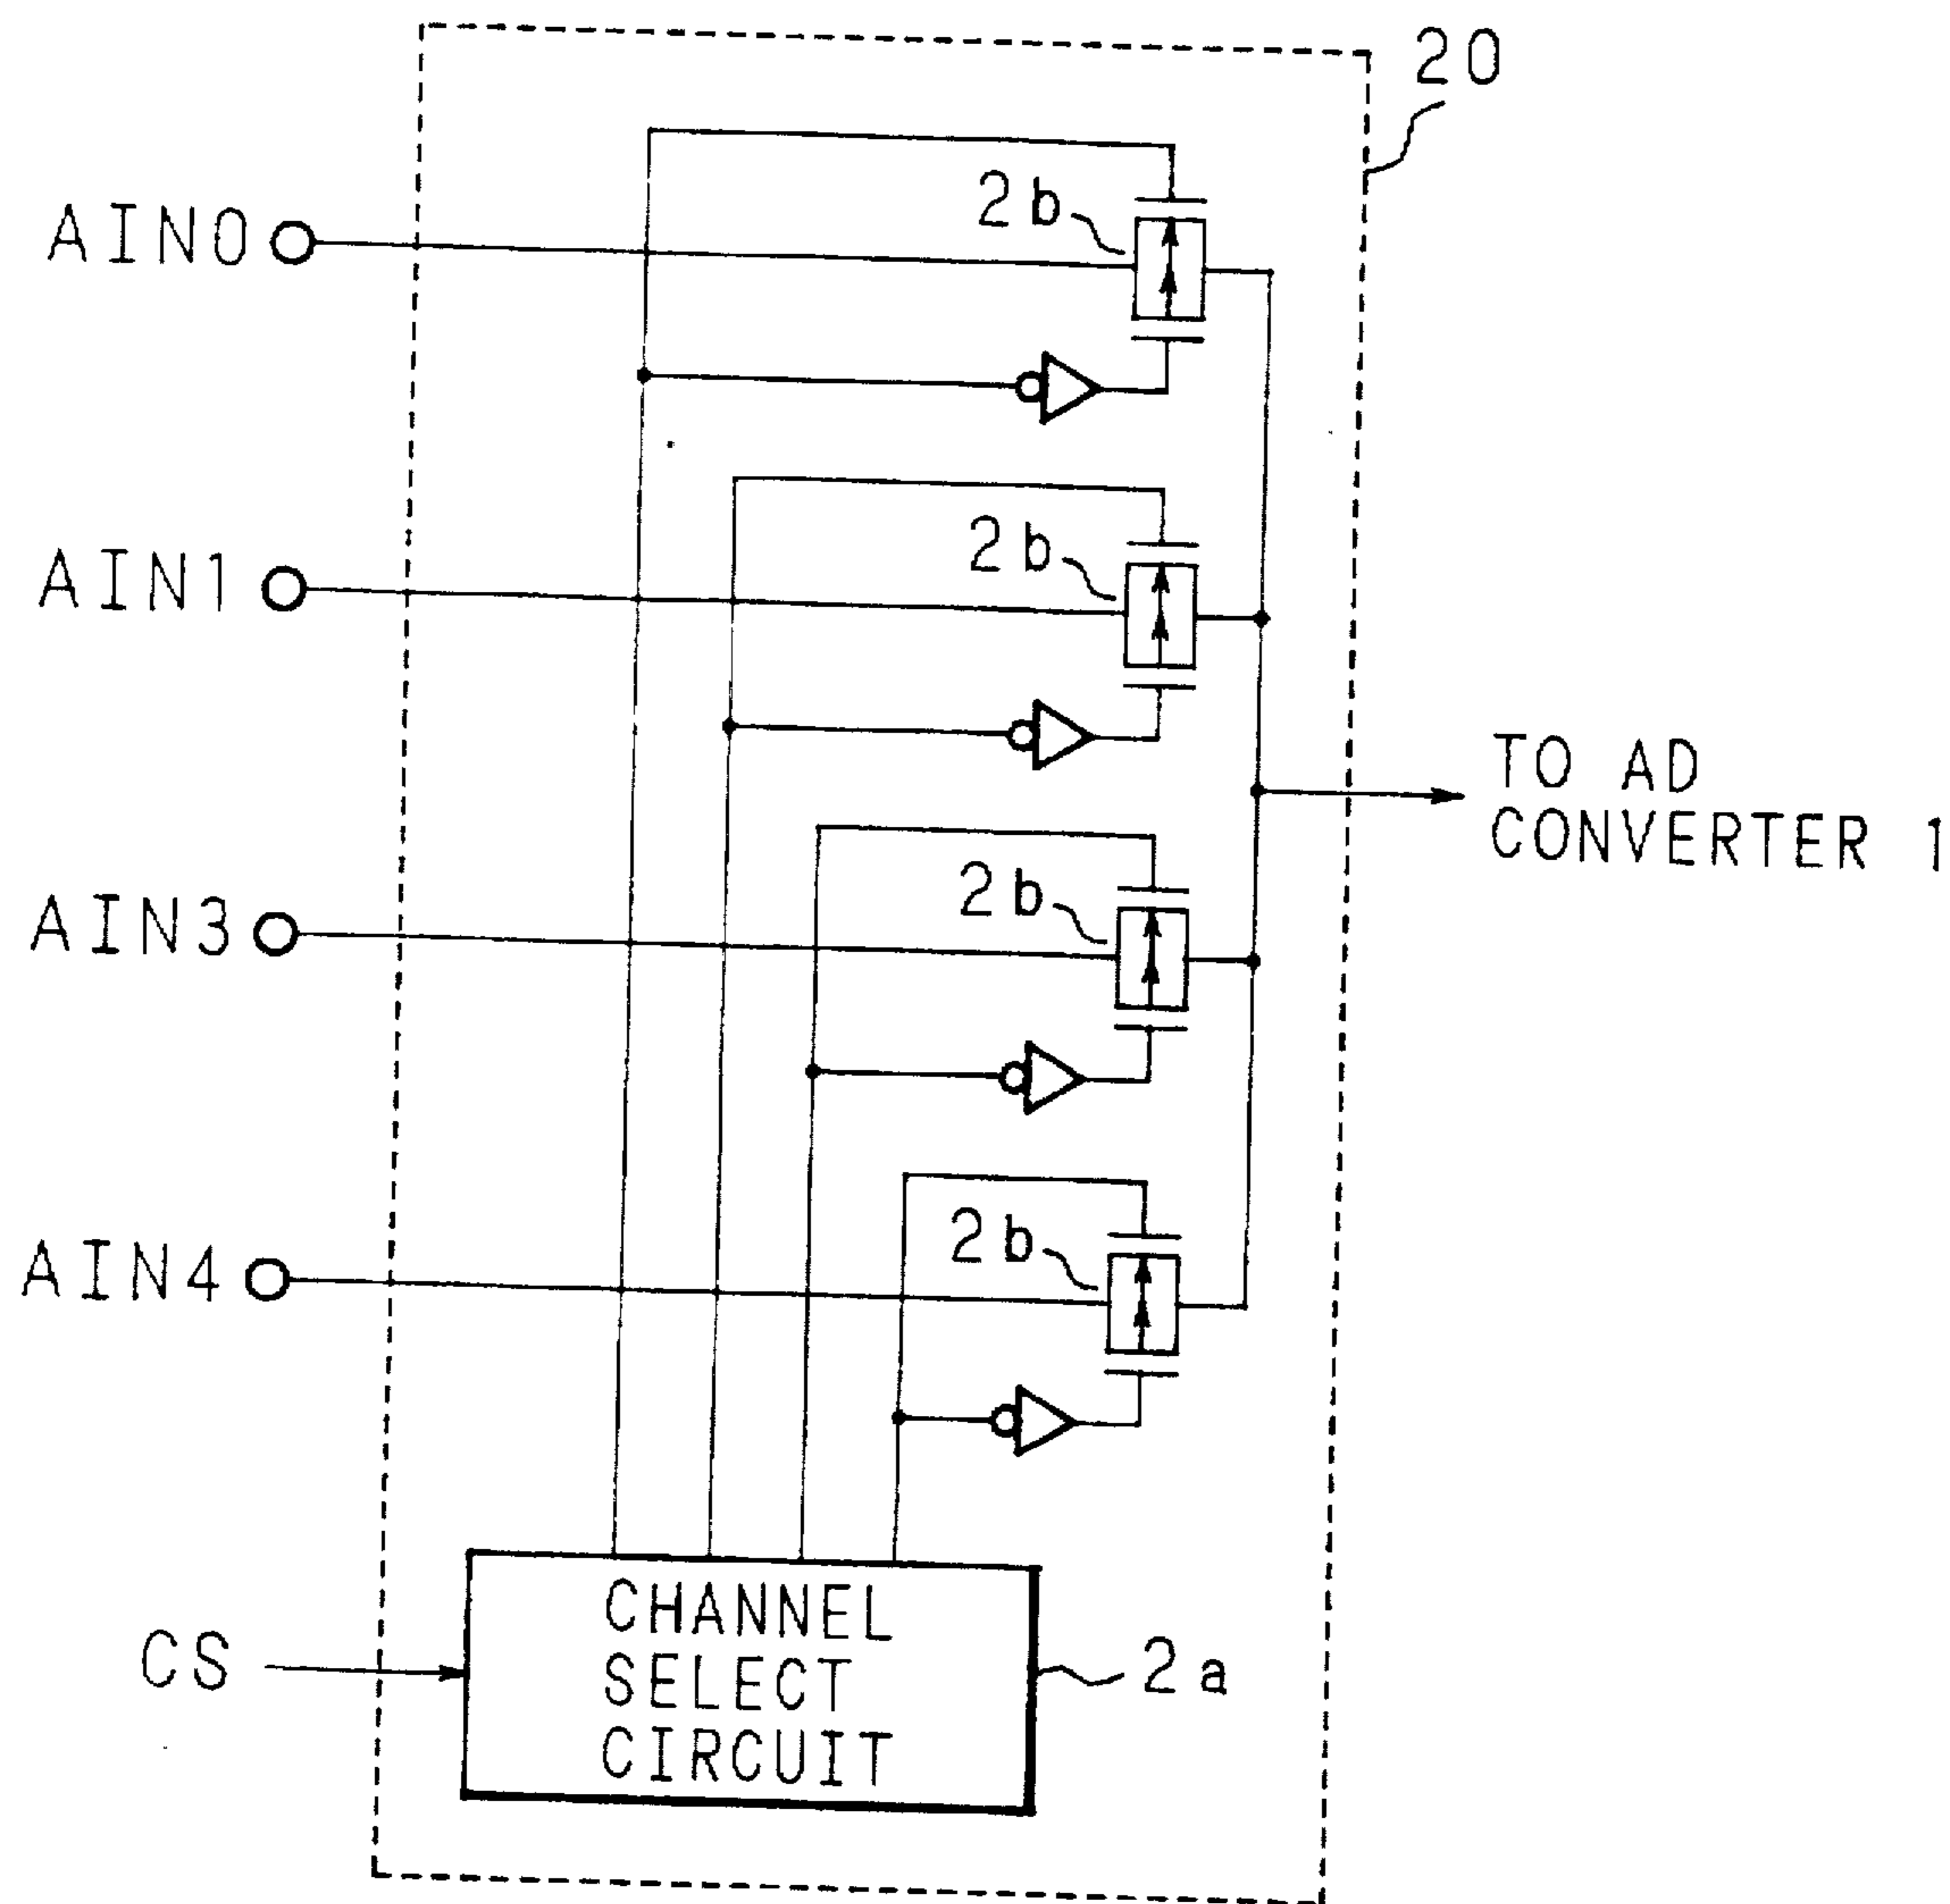 20
2b
AIN0
2b
AIN1
TO AD
CONVERTER 1
2b
AIN3
2b
AIN4
CHANNEL
SELECT
CIRCUIT
CS
2a